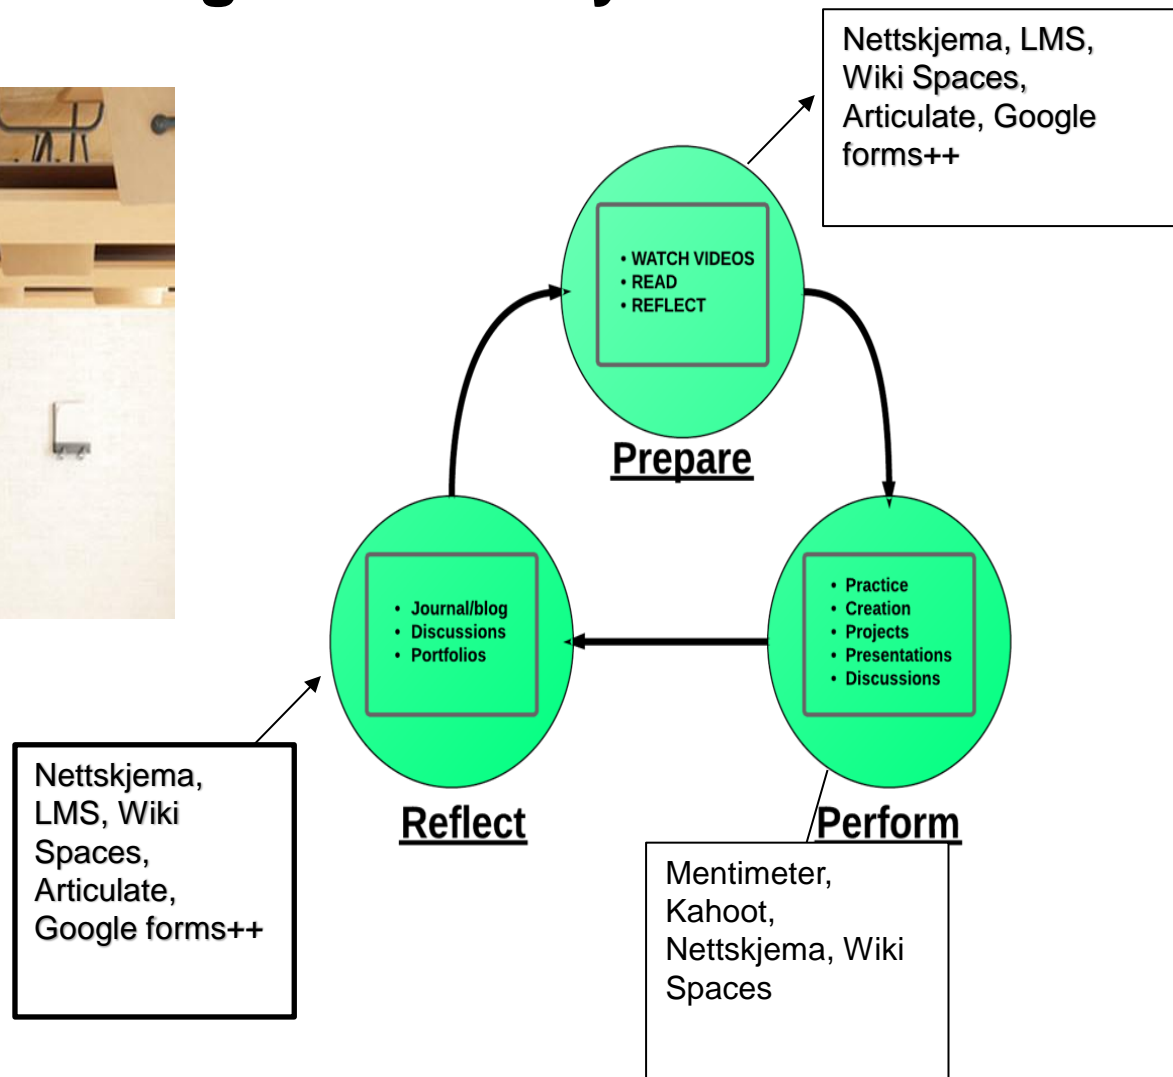 Nettskjema, LMS,
Wiki Spaces,
Articulate, Google
forms++
• WATCH VIDEOS
• READ
• REFLECT
Prepare
• Journal/blog
• Discussions
• Portfolios
• Practice
• Creation
• Projects
• Presentations
• Discussions
Reflect
Perform
Nettskjema,
LMS, Wiki
Spaces,
Articulate,
Google forms++
Mentimeter,
Kahoot,
Nettskjema, Wiki
Spaces